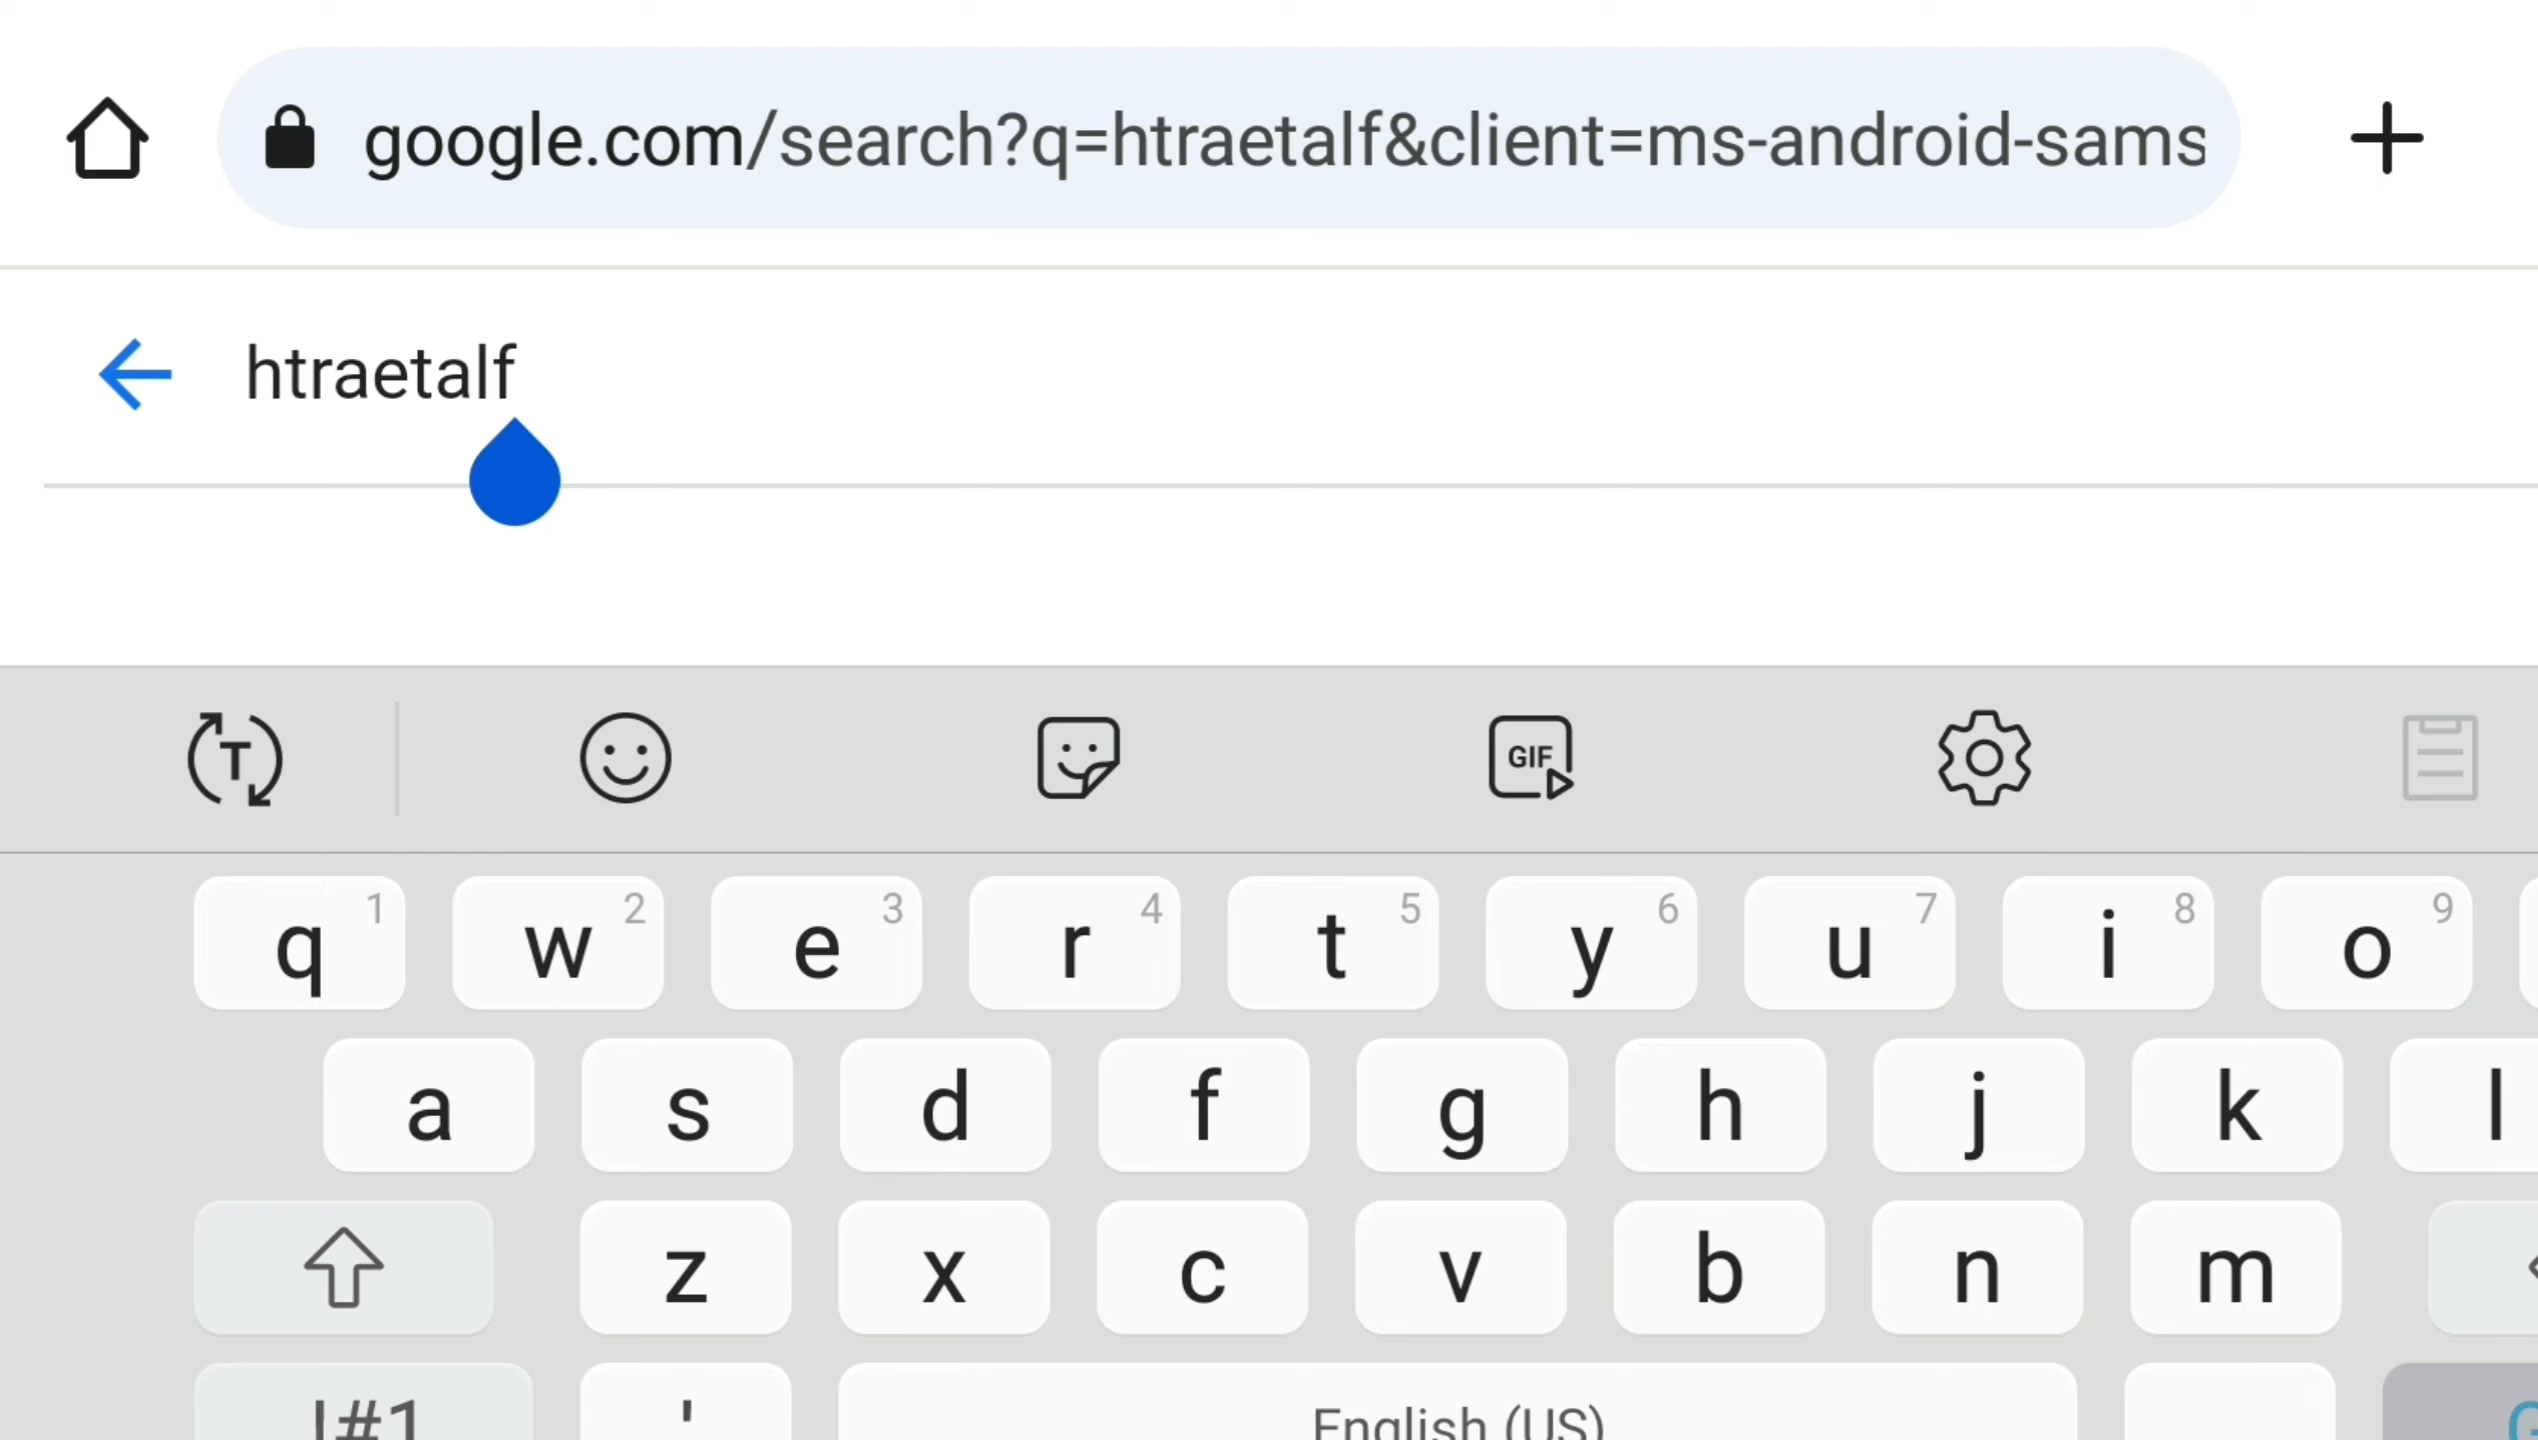 google.com/search?q=htraetalf&client=ms-android-sams
htraetalf
T
GIF
q 1 w 2 e 3 r 4 t 5 y 6 u 7 i 8 o 9
a s d f g h j k l
z x c v b n m
!#1 ' English (US)